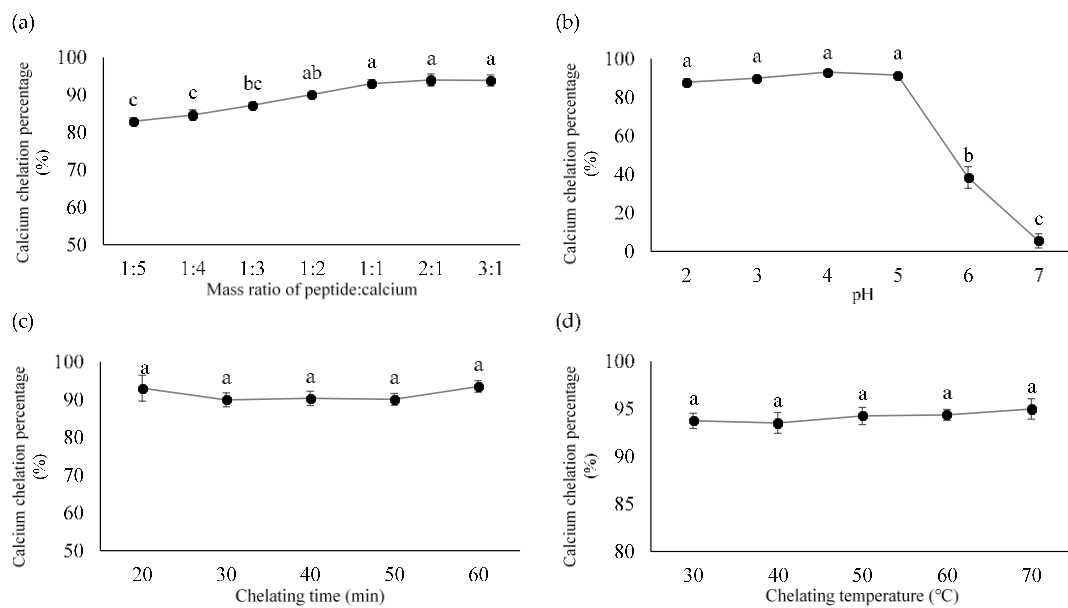 (a)
Calcium chelation percentage
(%)
100
90
80
70
60
50
c c bc ab a a a
1:5 1:4 1:3 1:2 1:1 2:1 3:1
Mass ratio of peptide:calcium
(b)
Calcium chelation percentage
(%)
100
80
60
40
20
0
a a a a b c
2 3 4 5 6 7
pH
(c)
Calcium chelation percentage
(%)
100
90
80
70
60
50
a a a a a
20 30 40 50 60
Chelating time (min)
(d)
Calcium chelation percentage
(%)
100
95
90
85
80
a a a a a
30 40 50 60 70
Chelating temperature (℃)